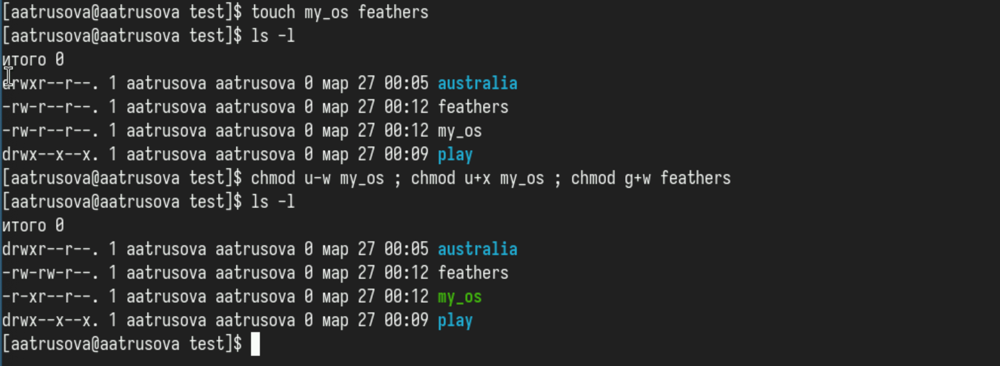 [aatrusova@aatrusova test]$ touch my_os feathers
[aatrusova@aatrusova test]$ ls -l
итого 0
drwxr--r--. 1 aatrusova aatrusova 0 мар 27 00:05 australia
-rw-r--r--. 1 aatrusova aatrusova 0 мар 27 00:12 feathers
-rw-r--r--. 1 aatrusova aatrusova 0 мар 27 00:12 my_os
drwx--x--x. 1 aatrusova aatrusova 0 мар 27 00:09 play
[aatrusova@aatrusova test]$ chmod u-w my_os ; chmod u+x my_os ; chmod g+w feathers
[aatrusova@aatrusova test]$ ls -l
итого 0
drwxr--r--. 1 aatrusova aatrusova 0 мар 27 00:05 australia
-rw-rw-r--. 1 aatrusova aatrusova 0 мар 27 00:12 feathers
-r-xr--r--. 1 aatrusova aatrusova 0 мар 27 00:12 my_os
drwx--x--x. 1 aatrusova aatrusova 0 мар 27 00:09 play
[aatrusova@aatrusova test]$